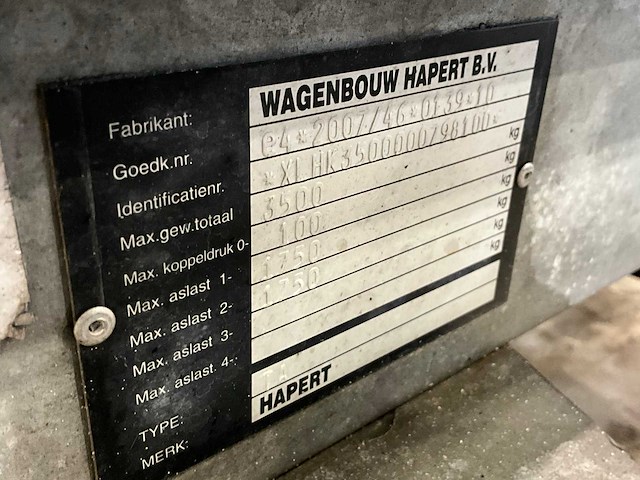 Fabrikant: WAGENBOUW HAPERT B.V.
Goedk.nr. e4*2007/46*0139*10
Identificatienr. *XLHK3500000798100*
Max.gew.totaal 3500 kg
Max. koppeldruk 0- 100 kg
Max. aslast 1- 1750 kg
Max. aslast 2- 1750 kg
Max. aslast 3- kg
Max. aslast 4-
TYPE:
MERK: HAPERT